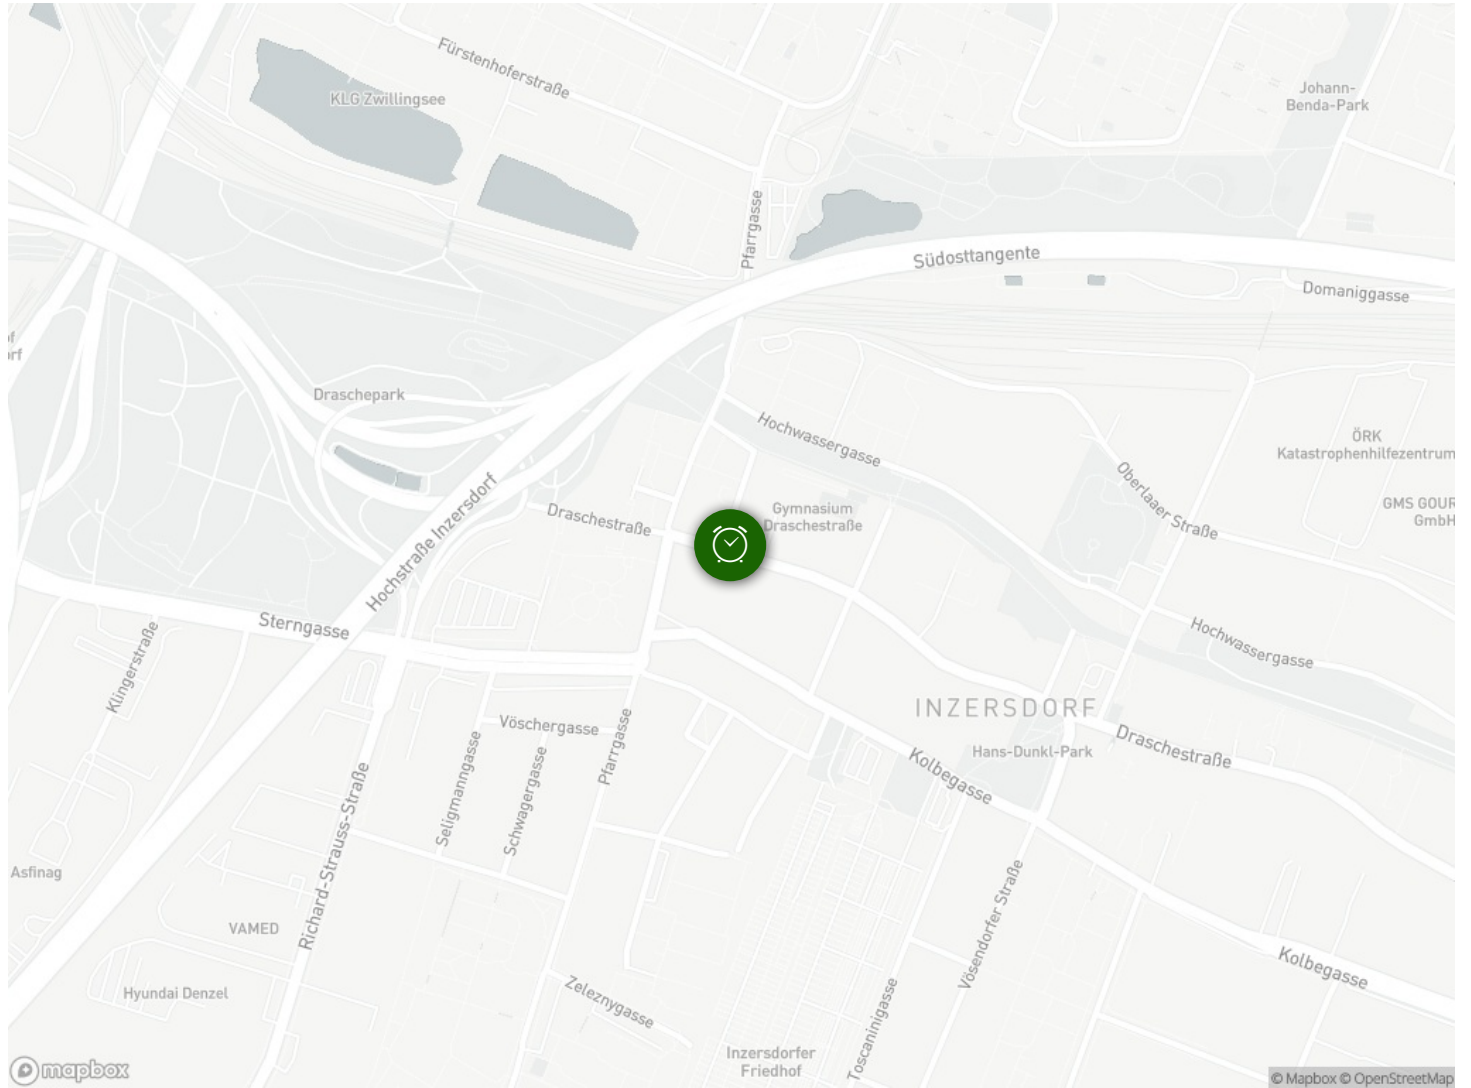 Fürstenhoferstraße
KLG Zwillingsee
Johann-
Benda-Park
Pfarrgasse
Südosttangente
Domaniggasse
Draschepark
Hochwassergasse
ÖRK
Katastrophenhilfezentrum
Oberlaaer Straße
GMS GOUR
GmbH
Hochstraße Inzersdorf
Draschestraße
Gymnasium
Draschestraße
Sterngasse
Klingerstraße
Hochwassergasse
INZERSDORF
Vöschergasse
Pfarrgasse
Seligmanngasse
Schwagergasse
Hans-Dunkl-Park
Draschestraße
Kolbegasse
Richard-Strauss-Straße
Asfinag
VAMED
Vösendorfer Straße
Kolbegasse
Hyundai Denzel
Zeleznygasse
Toscaninigasse
Inzersdorfer
Friedhof
mapbox
© Mapbox © OpenStreetMap